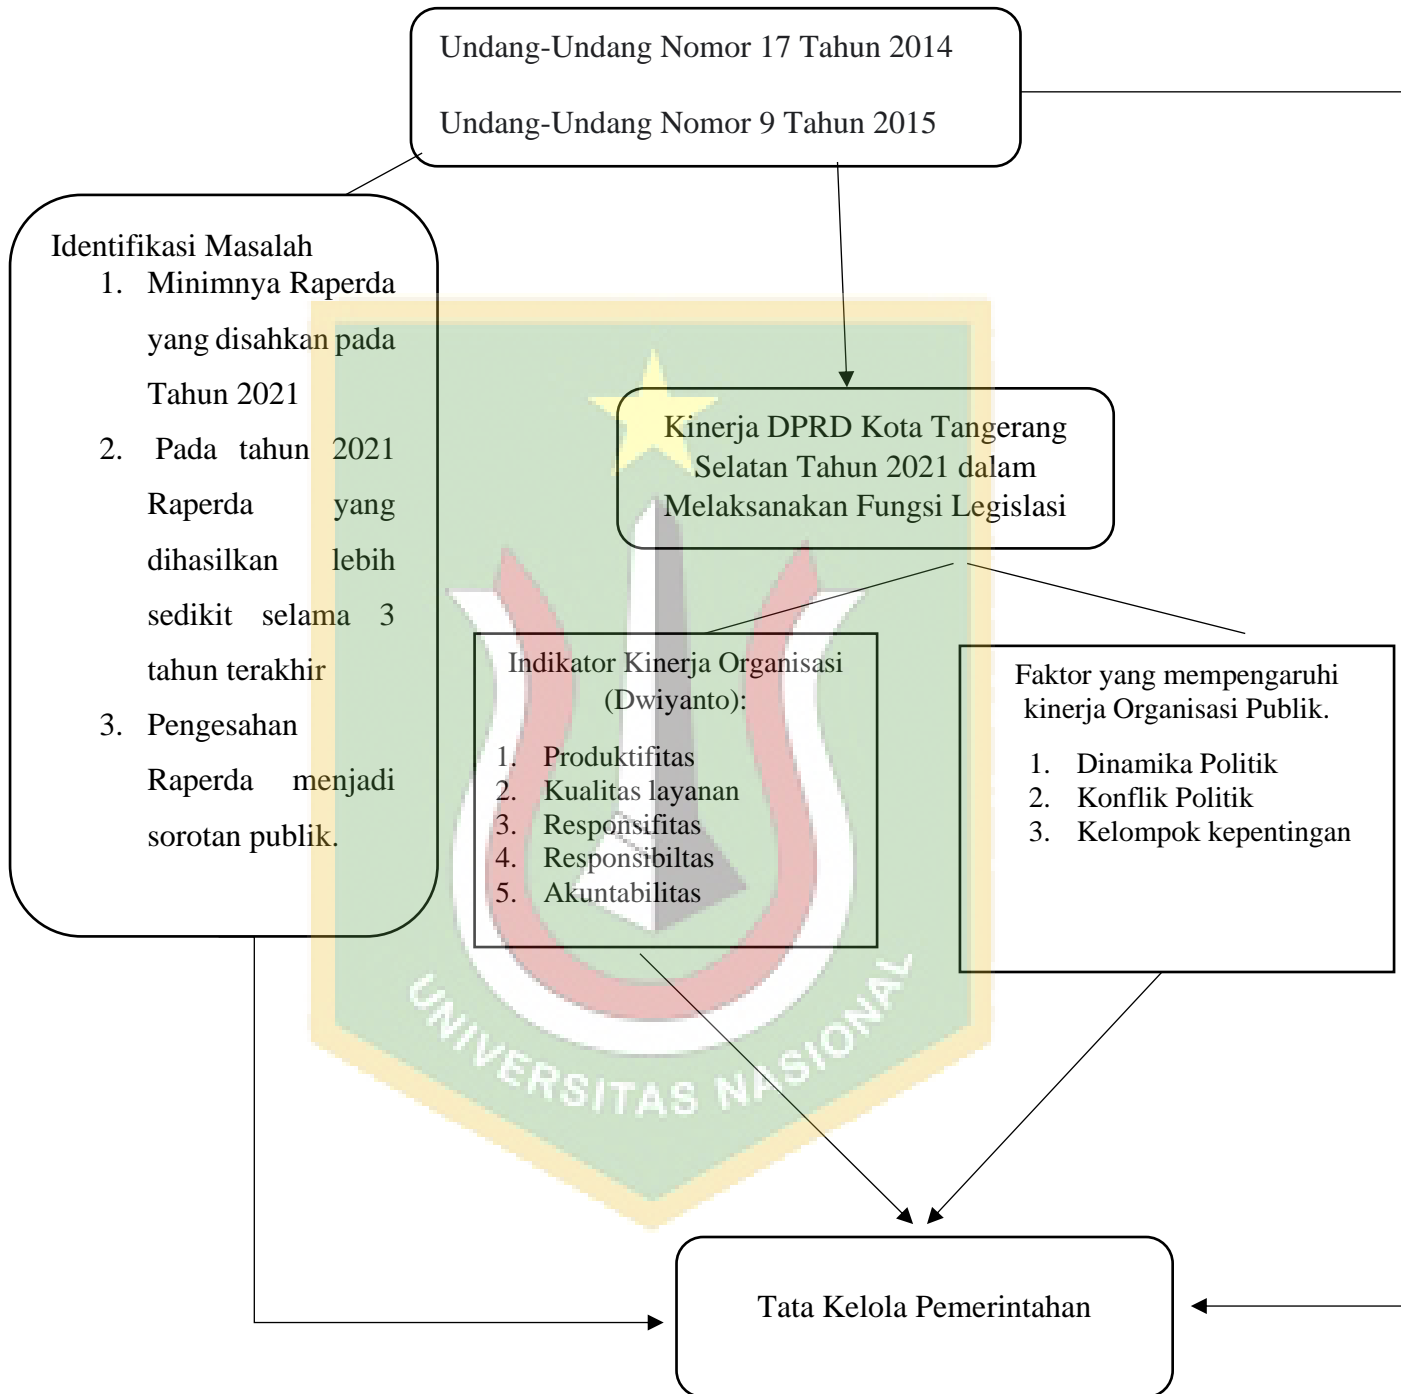 Undang-Undang Nomor 17 Tahun 2014
Undang-Undang Nomor 9 Tahun 2015
Identifikasi Masalah
1. Minimnya Raperda
yang disahkan pada
Tahun 2021
2. Pada tahun 2021
Raperda yang
dihasilkan lebih
sedikit selama 3
tahun terakhir
3. Pengesahan
Raperda menjadi
sorotan publik.
Kinerja DPRD Kota Tangerang
Selatan Tahun 2021 dalam
Melaksanakan Fungsi Legislasi
Indikator Kinerja Organisasi
(Dwiyanto):
1. Produktifitas
2. Kualitas layanan
3. Responsifitas
4. Responsibiltas
5. Akuntabilitas
Faktor yang mempengaruhi
kinerja Organisasi Publik.
1. Dinamika Politik
2. Konflik Politik
3. Kelompok kepentingan
UNIVERSITAS NASIONAL
Tata Kelola Pemerintahan